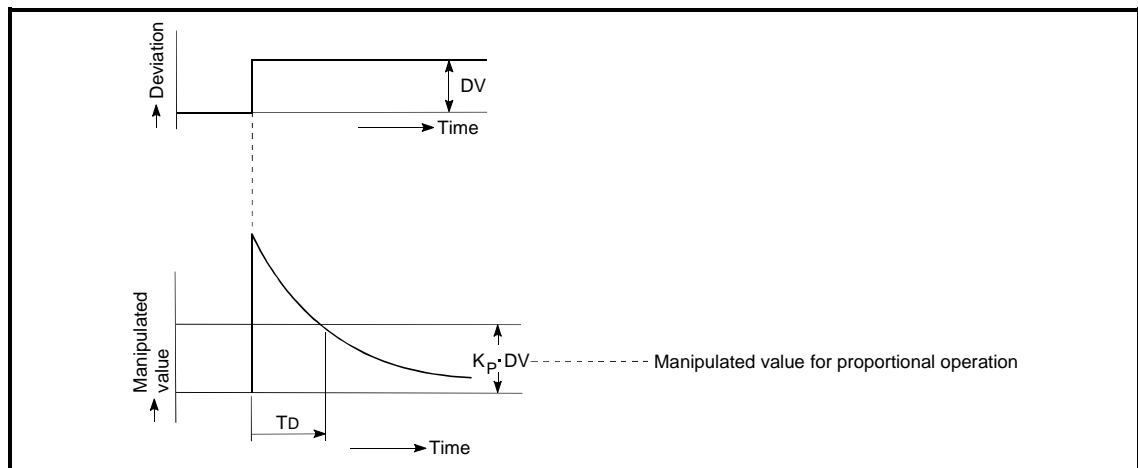 Deviation
DV
Time
Manipulated
value
KP·DV
Manipulated value for proportional operation
TD
Time